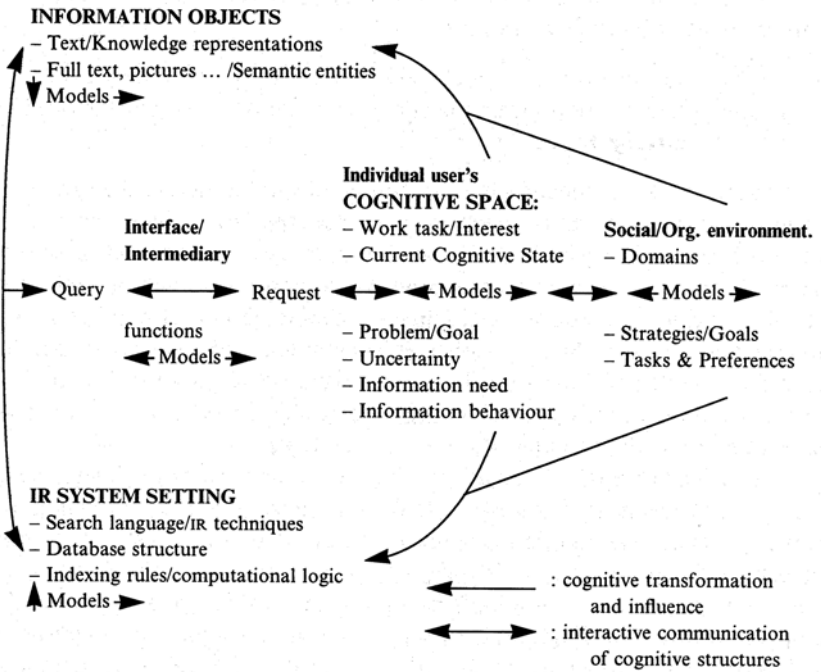 INFORMATION OBJECTS
– Text/Knowledge representations
– Full text, pictures ... /Semantic entities
Models
Individual user's
COGNITIVE SPACE:
– Work task/Interest
– Current Cognitive State
Interface/
Intermediary
Social/Org. environment.
– Domains
Query
Request
Models
Models
functions
Models
– Problem/Goal
– Uncertainty
– Information need
– Information behaviour
– Strategies/Goals
– Tasks & Preferences
IR SYSTEM SETTING
– Search language/IR techniques
– Database structure
– Indexing rules/computational logic
Models
: cognitive transformation
and influence
: interactive communication
of cognitive structures